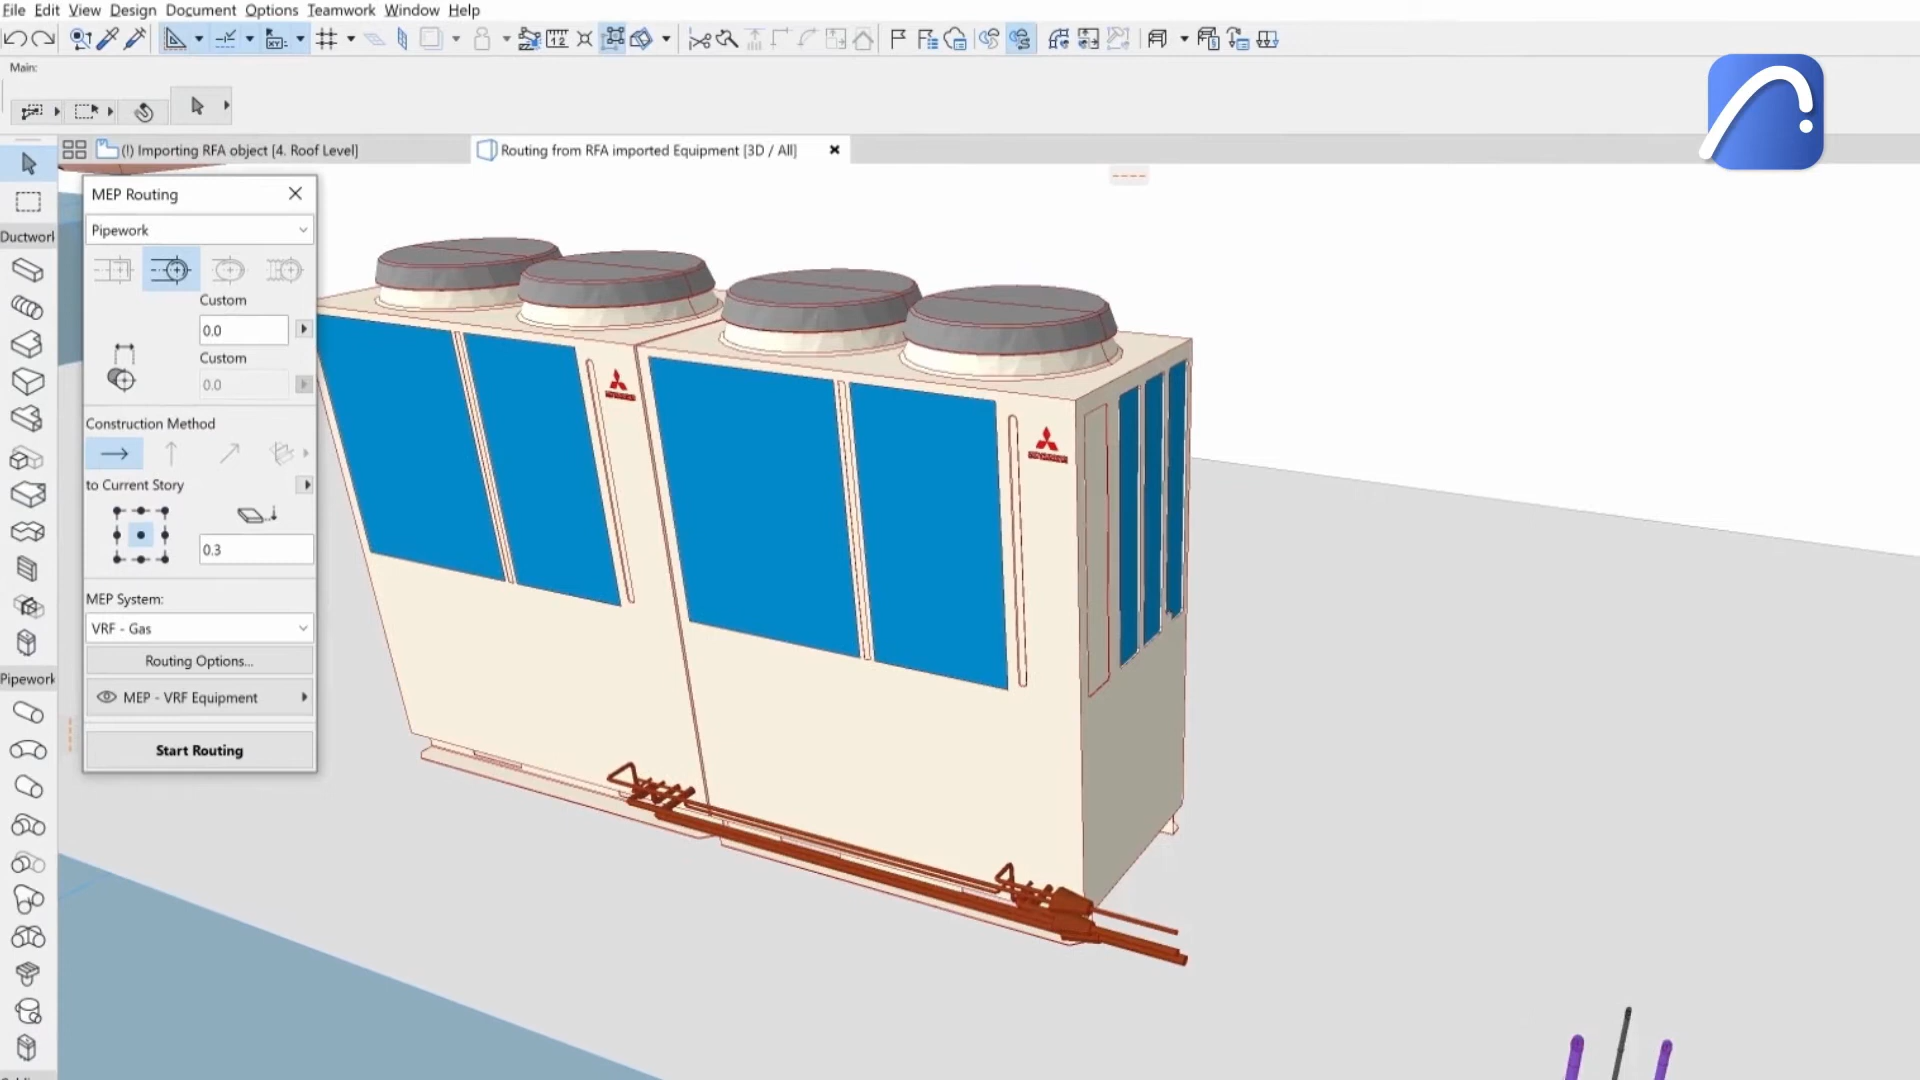 File Edit View Design Document Options Teamwork Window Help
Main:
(!) Importing RFA object [4. Roof Level]
Routing from RFA imported Equipment [3D / All]
MEP Routing
Ductwork
Pipework
Custom
0.0
Custom
0.0
Construction Method
to Current Story
0.3
MEP System:
VRF - Gas
Routing Options...
Pipework
MEP - VRF Equipment
Start Routing